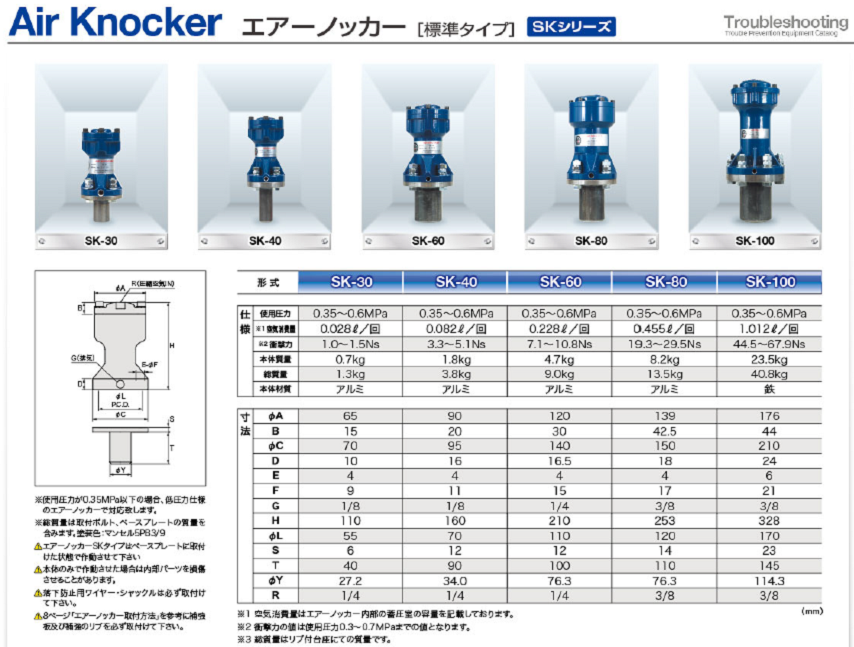 Air Knocker エアーノッカー [標準タイプ] SKシリーズ
Troubleshooting
Trouble Prevention Equipment Catalog
SK-30 SK-40 SK-60 SK-80 SK-100
形式 SK-30 SK-40 SK-60 SK-80 SK-100
仕様
使用圧力 0.35〜0.6MPa 0.35〜0.6MPa 0.35〜0.6MPa 0.35〜0.6MPa 0.35〜0.6MPa
※1 空気消費量 0.028ℓ/回 0.082ℓ/回 0.228ℓ/回 0.455ℓ/回 1.012ℓ/回
※2 衝撃力 1.0〜1.5Ns 3.3〜5.1Ns 7.1〜10.8Ns 19.3〜29.5Ns 44.5〜67.9Ns
本体質量 0.7kg 1.8kg 4.7kg 8.2kg 23.5kg
総質量 1.3kg 3.8kg 9.0kg 13.5kg 40.8kg
本体材質 アルミ アルミ アルミ アルミ 鉄
寸法
φA 65 90 120 139 176
B 15 20 30 42.5 44
φC 70 95 140 150 210
D 10 16 16.5 18 24
E 4 4 4 4 6
F 9 11 15 17 21
G 1/8 1/8 1/4 3/8 3/8
H 110 160 210 253 328
φL 55 70 110 120 170
S 6 12 12 14 23
T 40 90 100 110 145
φY 27.2 34.0 76.3 76.3 114.3
R 1/4 1/4 1/4 3/8 3/8
(mm)
※1 空気消費量はエアーノッカー内部の蓄圧室の容量を記載しております。
※2 衝撃力の値は使用圧力0.3〜0.7MPaまでの値となります。
※3 総質量はリブ付台座にての質量です。
R(圧縮空気IN)
φA
B
H
G(排気)
E-φF
D
φL
P.C.D.
φC
S
T
φY
※使用圧力が0.35MPa以下の場合、低圧力仕様
のエアーノッカーで対応致します。
※総質量は取付ボルト、ベースプレートの質量を
含みます。塗装色:マンセル5PB3/9
エアーノッカーSKタイプはベースプレートに取付
けた状態で作動させて下さい
本体のみで作動させた場合は内部パーツを損傷
させることがあります。
落下防止用ワイヤー・シャックルは必ず取付け
て下さい。
8ページ「エアーノッカー取付方法」を参考に補強
板及び補強のリブを必ず取付けて下さい。